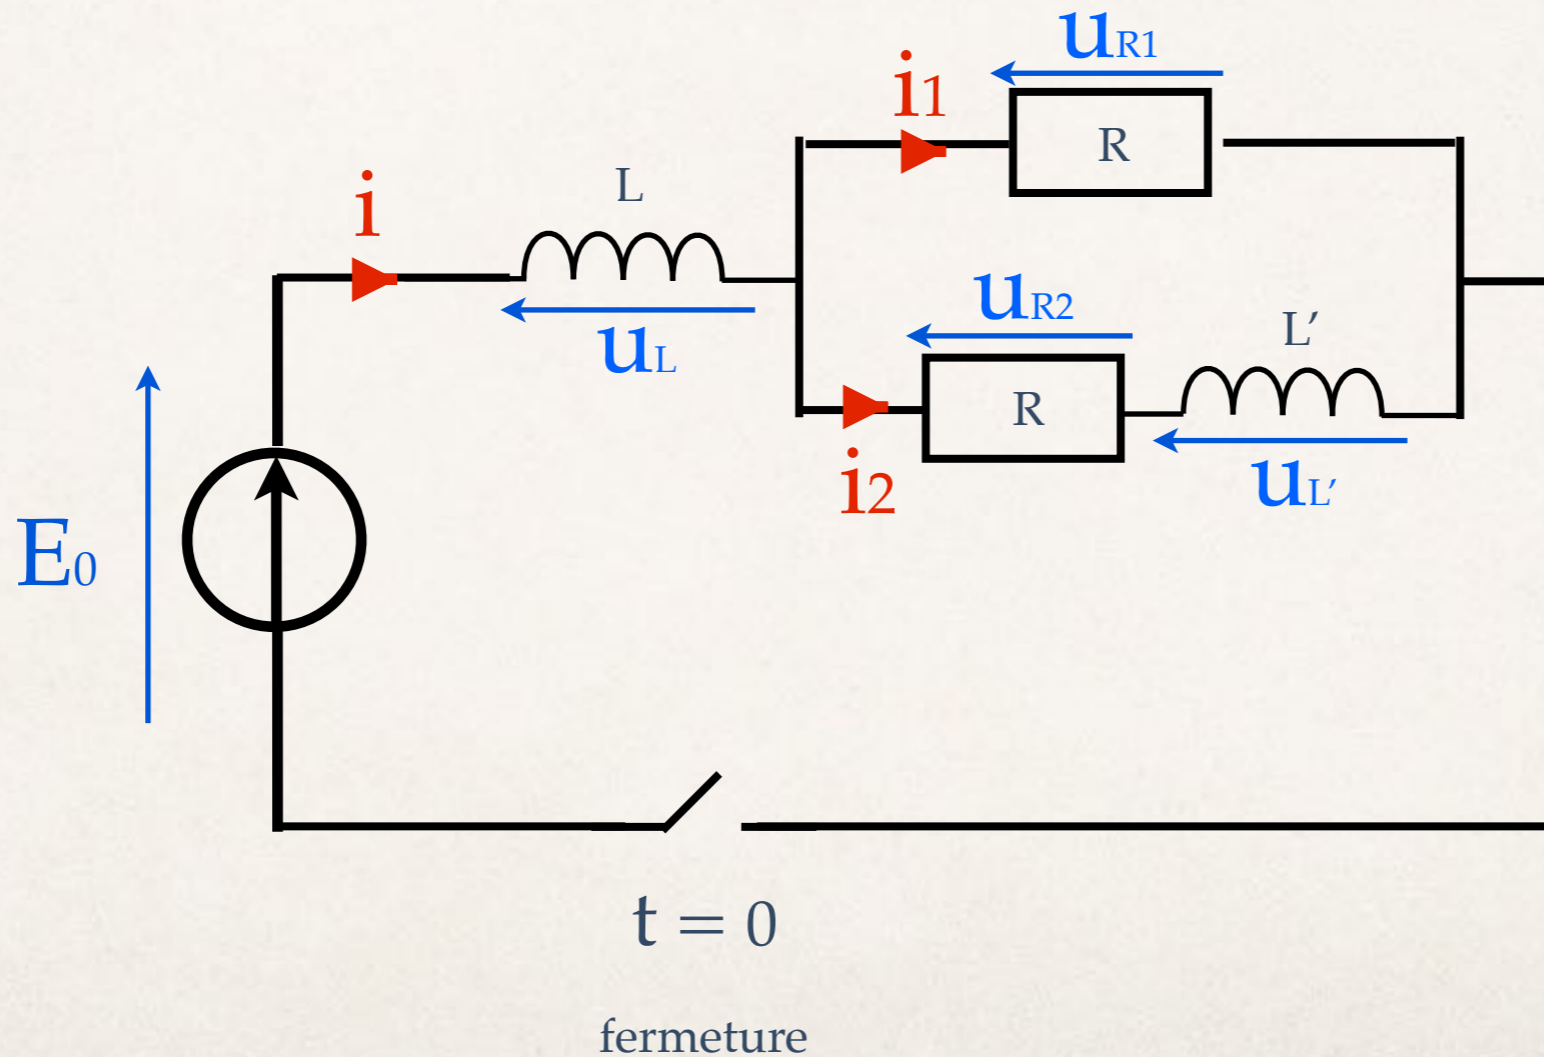 uR1
i1
R
L
i
uL
uR2
L′
R
i2
uL′
E0
t = 0
fermeture